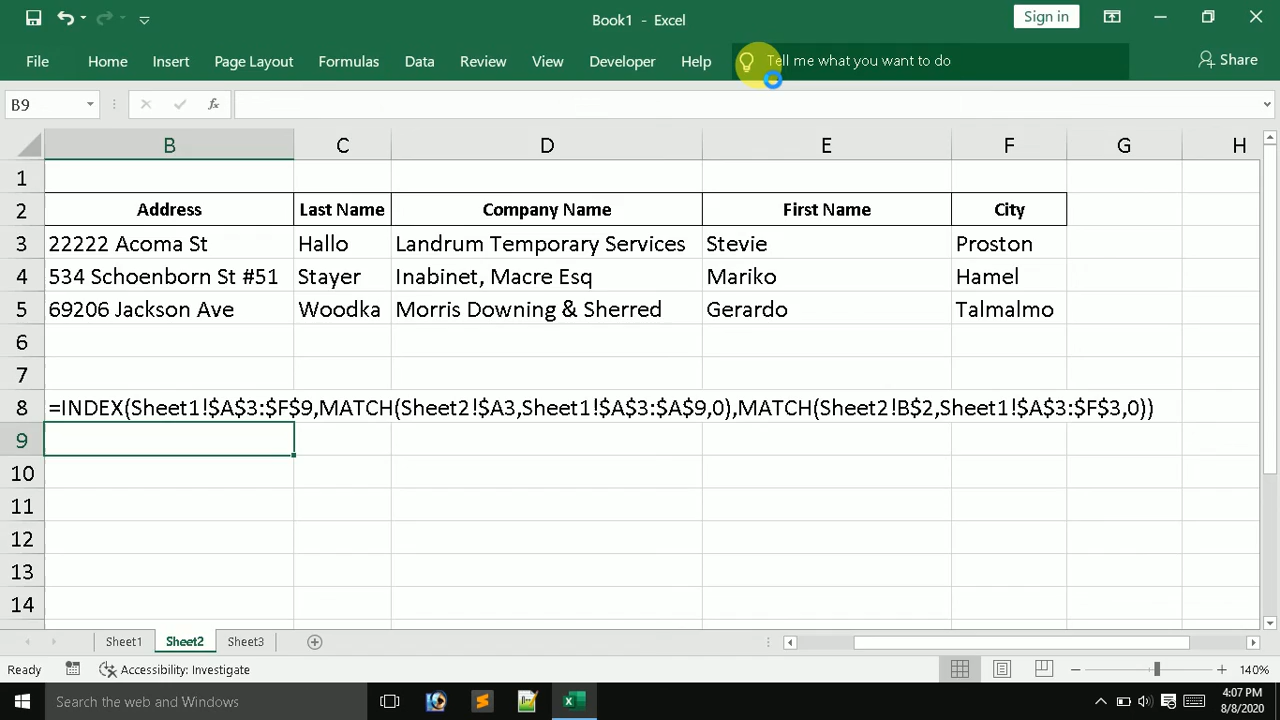 Book1 - Excel
Sign in
File Home Insert Page Layout Formulas Data Review View Developer Help Tell me what you want to do Share
B9 fx
B C D E F G H
1
2 Address Last Name Company Name First Name City
3 22222 Acoma St Hallo Landrum Temporary Services Stevie Proston
4 534 Schoenborn St #51 Stayer Inabinet, Macre Esq Mariko Hamel
5 69206 Jackson Ave Woodka Morris Downing & Sherred Gerardo Talmalmo
6
7
8 =INDEX(Sheet1!$A$3:$F$9,MATCH(Sheet2!$A3,Sheet1!$A$3:$A$9,0),MATCH(Sheet2!B$2,Sheet1!$A$3:$F$3,0))
9
10
11
12
13
14
Sheet1 Sheet2 Sheet3
Ready Accessibility: Investigate 140%
Search the web and Windows
4:07 PM
8/8/2020